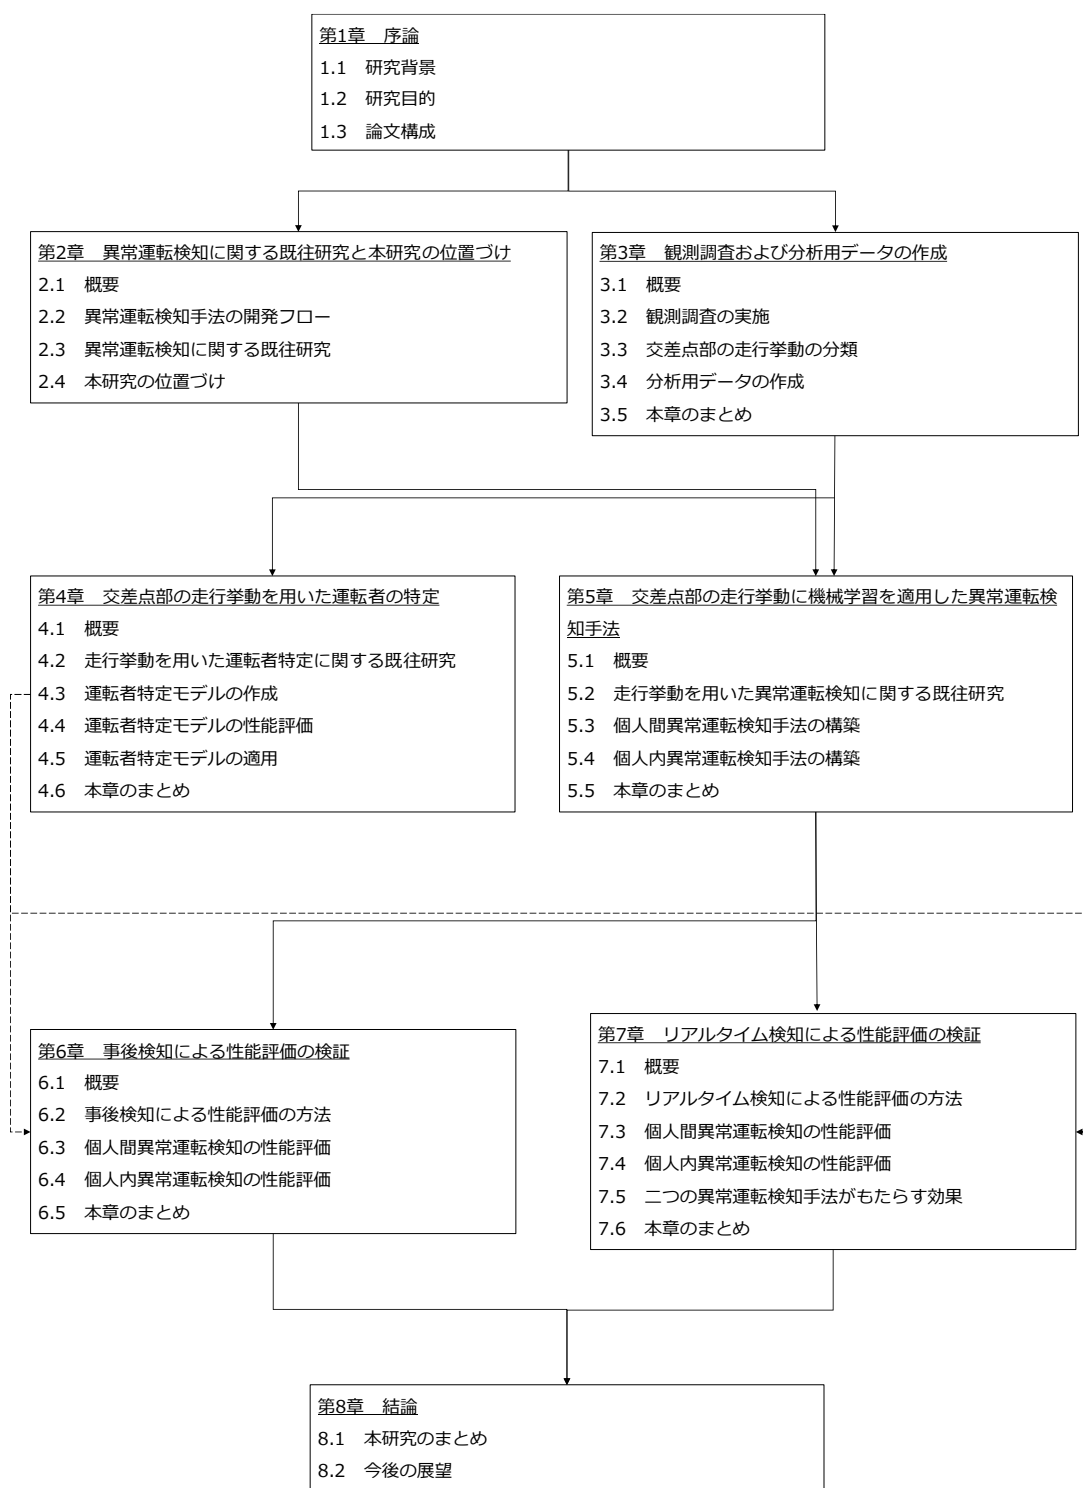 第1章　序論
1.1　研究背景
1.2　研究目的
1.3　論文構成
第2章　異常運転検知に関する既往研究と本研究の位置づけ
2.1　概要
2.2　異常運転検知手法の開発フロー
2.3　異常運転検知に関する既往研究
2.4　本研究の位置づけ
第3章　観測調査および分析用データの作成
3.1　概要
3.2　観測調査の実施
3.3　交差点部の走行挙動の分類
3.4　分析用データの作成
3.5　本章のまとめ
第4章　交差点部の走行挙動を用いた運転者の特定
4.1　概要
4.2　走行挙動を用いた運転者特定に関する既往研究
4.3　運転者特定モデルの作成
4.4　運転者特定モデルの性能評価
4.5　運転者特定モデルの適用
4.6　本章のまとめ
第5章　交差点部の走行挙動に機械学習を適用した異常運転検
知手法
5.1　概要
5.2　走行挙動を用いた異常運転検知に関する既往研究
5.3　個人間異常運転検知手法の構築
5.4　個人内異常運転検知手法の構築
5.5　本章のまとめ
第6章　事後検知による性能評価の検証
6.1　概要
6.2　事後検知による性能評価の方法
6.3　個人間異常運転検知の性能評価
6.4　個人内異常運転検知の性能評価
6.5　本章のまとめ
第7章　リアルタイム検知による性能評価の検証
7.1　概要
7.2　リアルタイム検知による性能評価の方法
7.3　個人間異常運転検知の性能評価
7.4　個人内異常運転検知の性能評価
7.5　二つの異常運転検知手法がもたらす効果
7.6　本章のまとめ
第8章　結論
8.1　本研究のまとめ
8.2　今後の展望